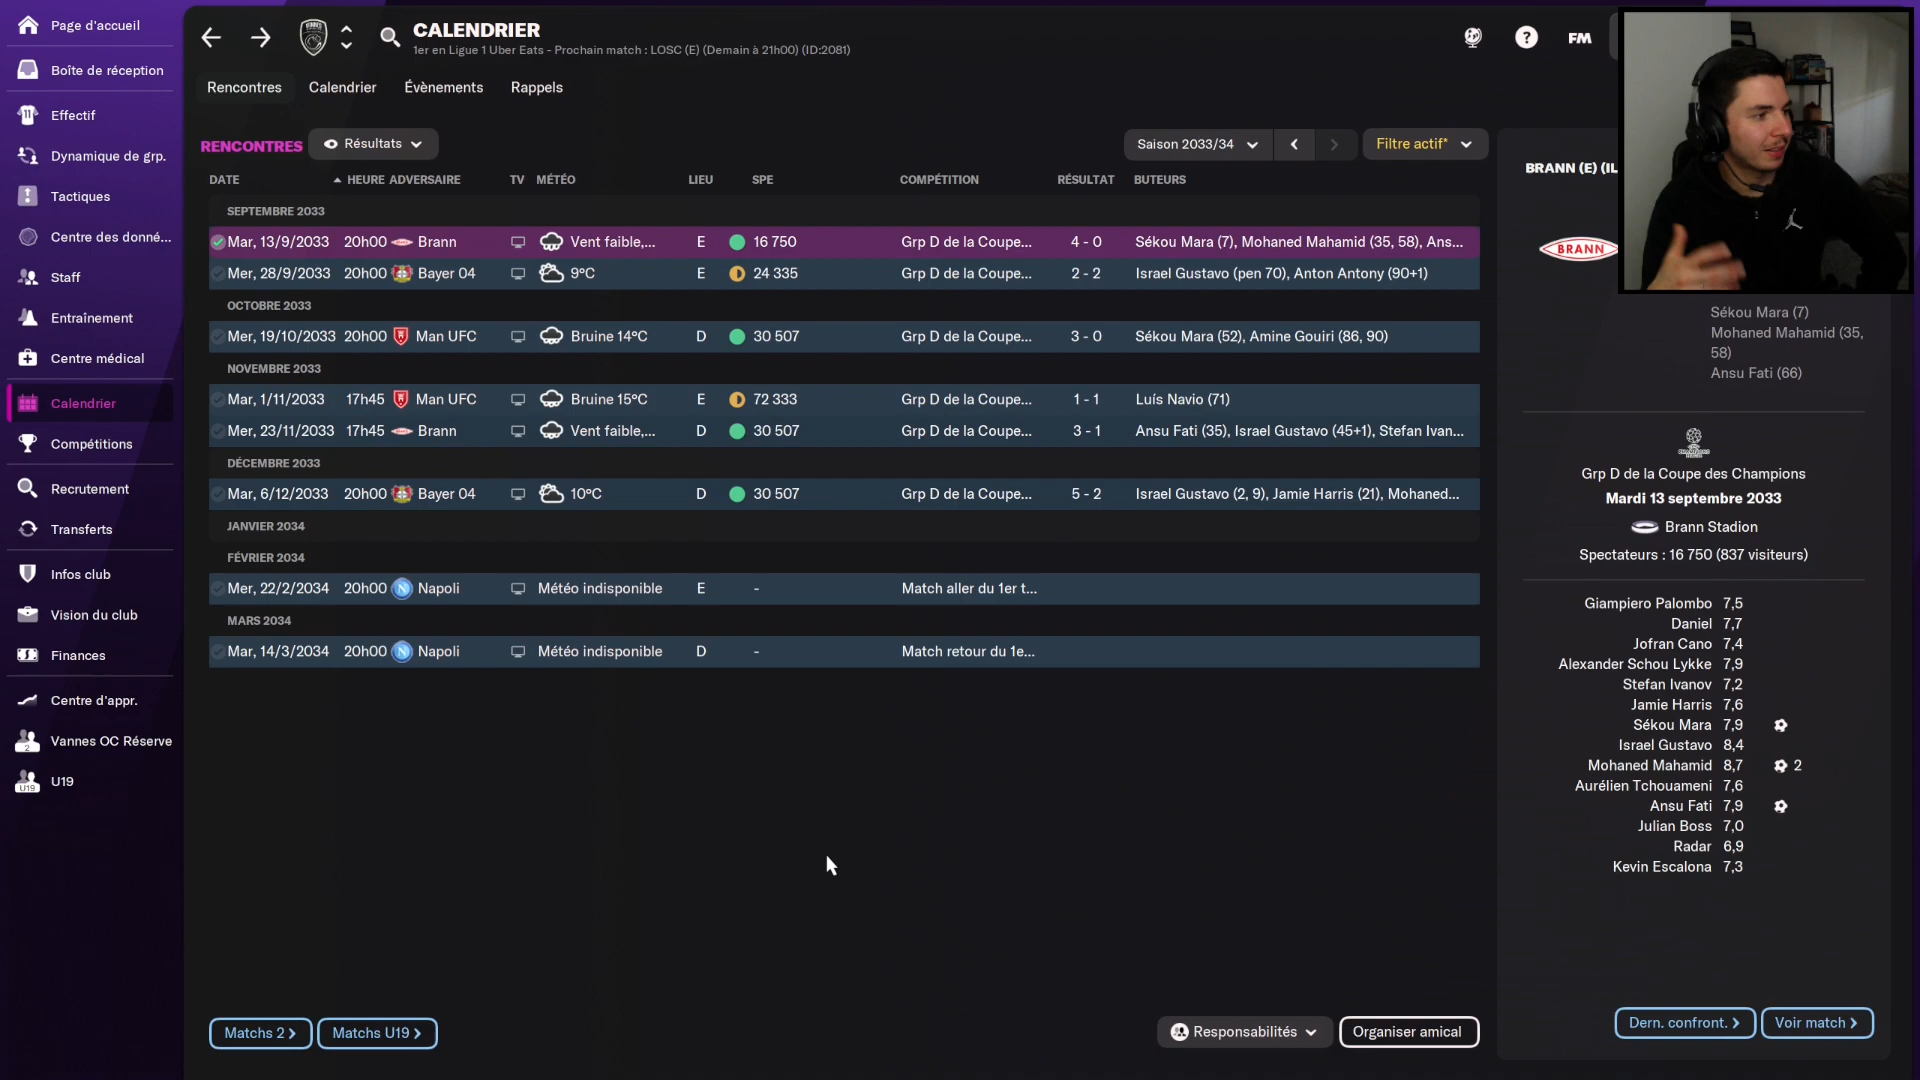 Page d'accueil
Boîte de réception
Effectif
Dynamique de grp.
Tactiques
Centre des donné...
Staff
Entraînement
Centre médical
Calendrier
Compétitions
Recrutement
Transferts
Infos club
Vision du club
Finances
Centre d'appr.
2 Vannes OC Réserve
U19 U19
CALENDRIER
1er en Ligue 1 Uber Eats - Prochain match : LOSC (E) (Demain à 21h00) (ID:2081)
? FM
Rencontres Calendrier Évènements Rappels
RENCONTRES Résultats Saison 2033/34 Filtre actif*
DATE HEURE ADVERSAIRE TV MÉTÉO LIEU SPE COMPÉTITION RÉSULTAT BUTEURS
SEPTEMBRE 2033
Mar, 13/9/2033 20h00 Brann Vent faible,... E 16 750 Grp D de la Coupe... 4 - 0 Sékou Mara (7), Mohaned Mahamid (35, 58), Ans...
Mer, 28/9/2033 20h00 Bayer 04 9°C E 24 335 Grp D de la Coupe... 2 - 2 Israel Gustavo (pen 70), Anton Antony (90+1)
OCTOBRE 2033
Mer, 19/10/2033 20h00 Man UFC Bruine 14°C D 30 507 Grp D de la Coupe... 3 - 0 Sékou Mara (52), Amine Gouiri (86, 90)
NOVEMBRE 2033
Mar, 1/11/2033 17h45 Man UFC Bruine 15°C E 72 333 Grp D de la Coupe... 1 - 1 Luís Navio (71)
Mer, 23/11/2033 17h45 Brann Vent faible,... D 30 507 Grp D de la Coupe... 3 - 1 Ansu Fati (35), Israel Gustavo (45+1), Stefan Ivan...
DÉCEMBRE 2033
Mar, 6/12/2033 20h00 Bayer 04 10°C D 30 507 Grp D de la Coupe... 5 - 2 Israel Gustavo (2, 9), Jamie Harris (21), Mohaned...
JANVIER 2034
FÉVRIER 2034
Mer, 22/2/2034 20h00 Napoli Météo indisponible E - Match aller du 1er t...
MARS 2034
Mar, 14/3/2034 20h00 Napoli Météo indisponible D - Match retour du 1e...
Matchs 2 Matchs U19 Responsabilités Organiser amical
BRANN (E) (IL
BRANN
Sékou Mara (7)
Mohaned Mahamid (35,
58)
Ansu Fati (66)
Grp D de la Coupe des Champions
Mardi 13 septembre 2033
Brann Stadion
Spectateurs : 16 750 (837 visiteurs)
Giampiero Palombo 7,5
Daniel 7,7
Jofran Cano 7,4
Alexander Schou Lykke 7,9
Stefan Ivanov 7,2
Jamie Harris 7,6
Sékou Mara 7,9
Israel Gustavo 8,4
Mohaned Mahamid 8,7 2
Aurélien Tchouameni 7,6
Ansu Fati 7,9
Julian Boss 7,0
Radar 6,9
Kevin Escalona 7,3
Dern. confront. Voir match